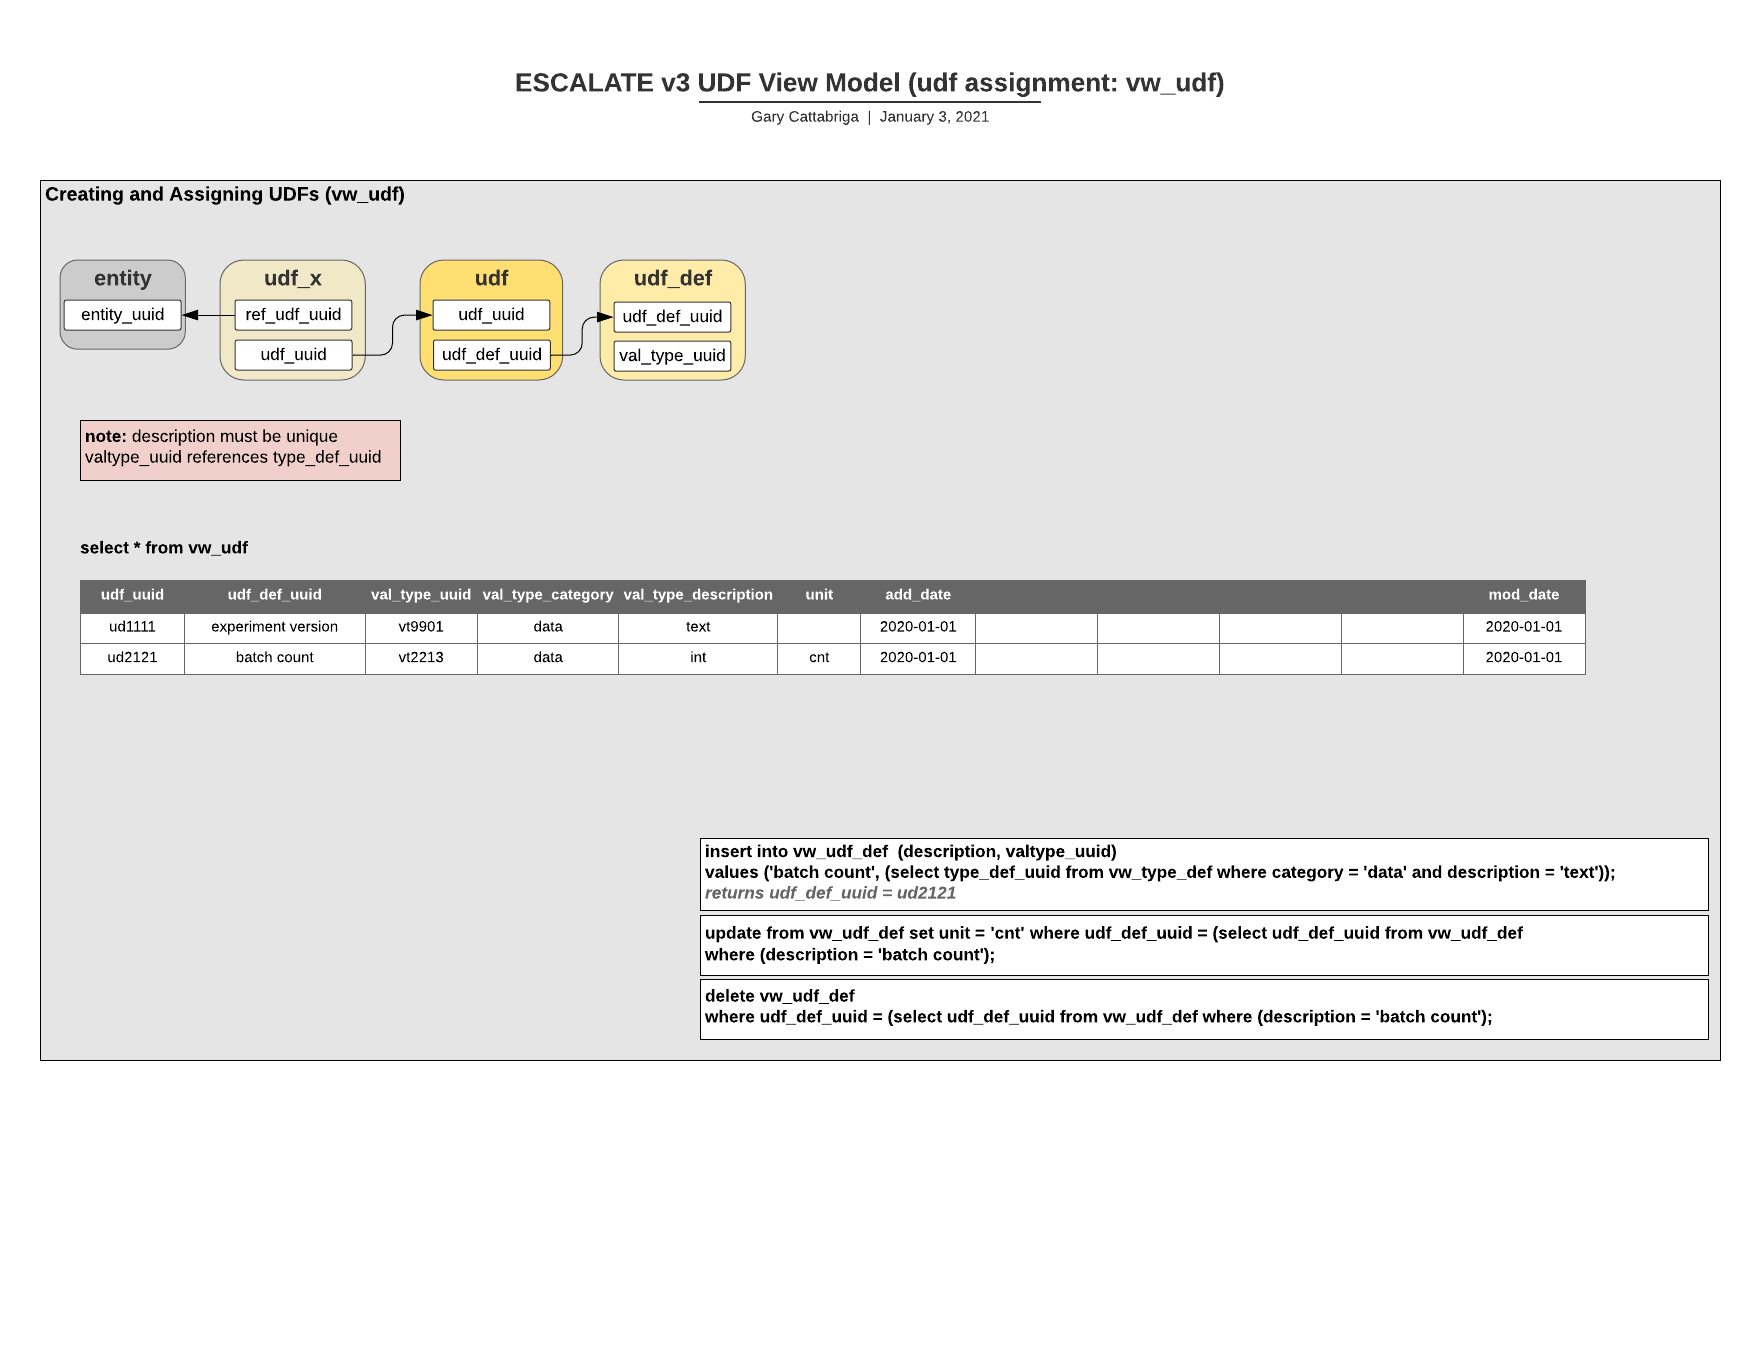 ESCALATE v3 UDF View Model (udf assignment: vw_udf)
Gary Cattabriga | January 3, 2021
Creating and Assigning UDFs (vw_udf)
entity
entity_uuid
udf_x
ref_udf_uuid
udf_uuid
udf
udf_uuid
udf_def_uuid
udf_def
udf_def_uuid
val_type_uuid
note: description must be unique
valtype_uuid references type_def_uuid
select * from vw_udf
udf_uuid udf_def_uuid val_type_uuid val_type_category val_type_description unit add_date mod_date
ud1111 experiment version vt9901 data text 2020-01-01 2020-01-01
ud2121 batch count vt2213 data int cnt 2020-01-01 2020-01-01
insert into vw_udf_def (description, valtype_uuid)
values ('batch count', (select type_def_uuid from vw_type_def where category = 'data' and description = 'text'));
returns udf_def_uuid = ud2121
update from vw_udf_def set unit = 'cnt' where udf_def_uuid = (select udf_def_uuid from vw_udf_def
where (description = 'batch count');
delete vw_udf_def
where udf_def_uuid = (select udf_def_uuid from vw_udf_def where (description = 'batch count');